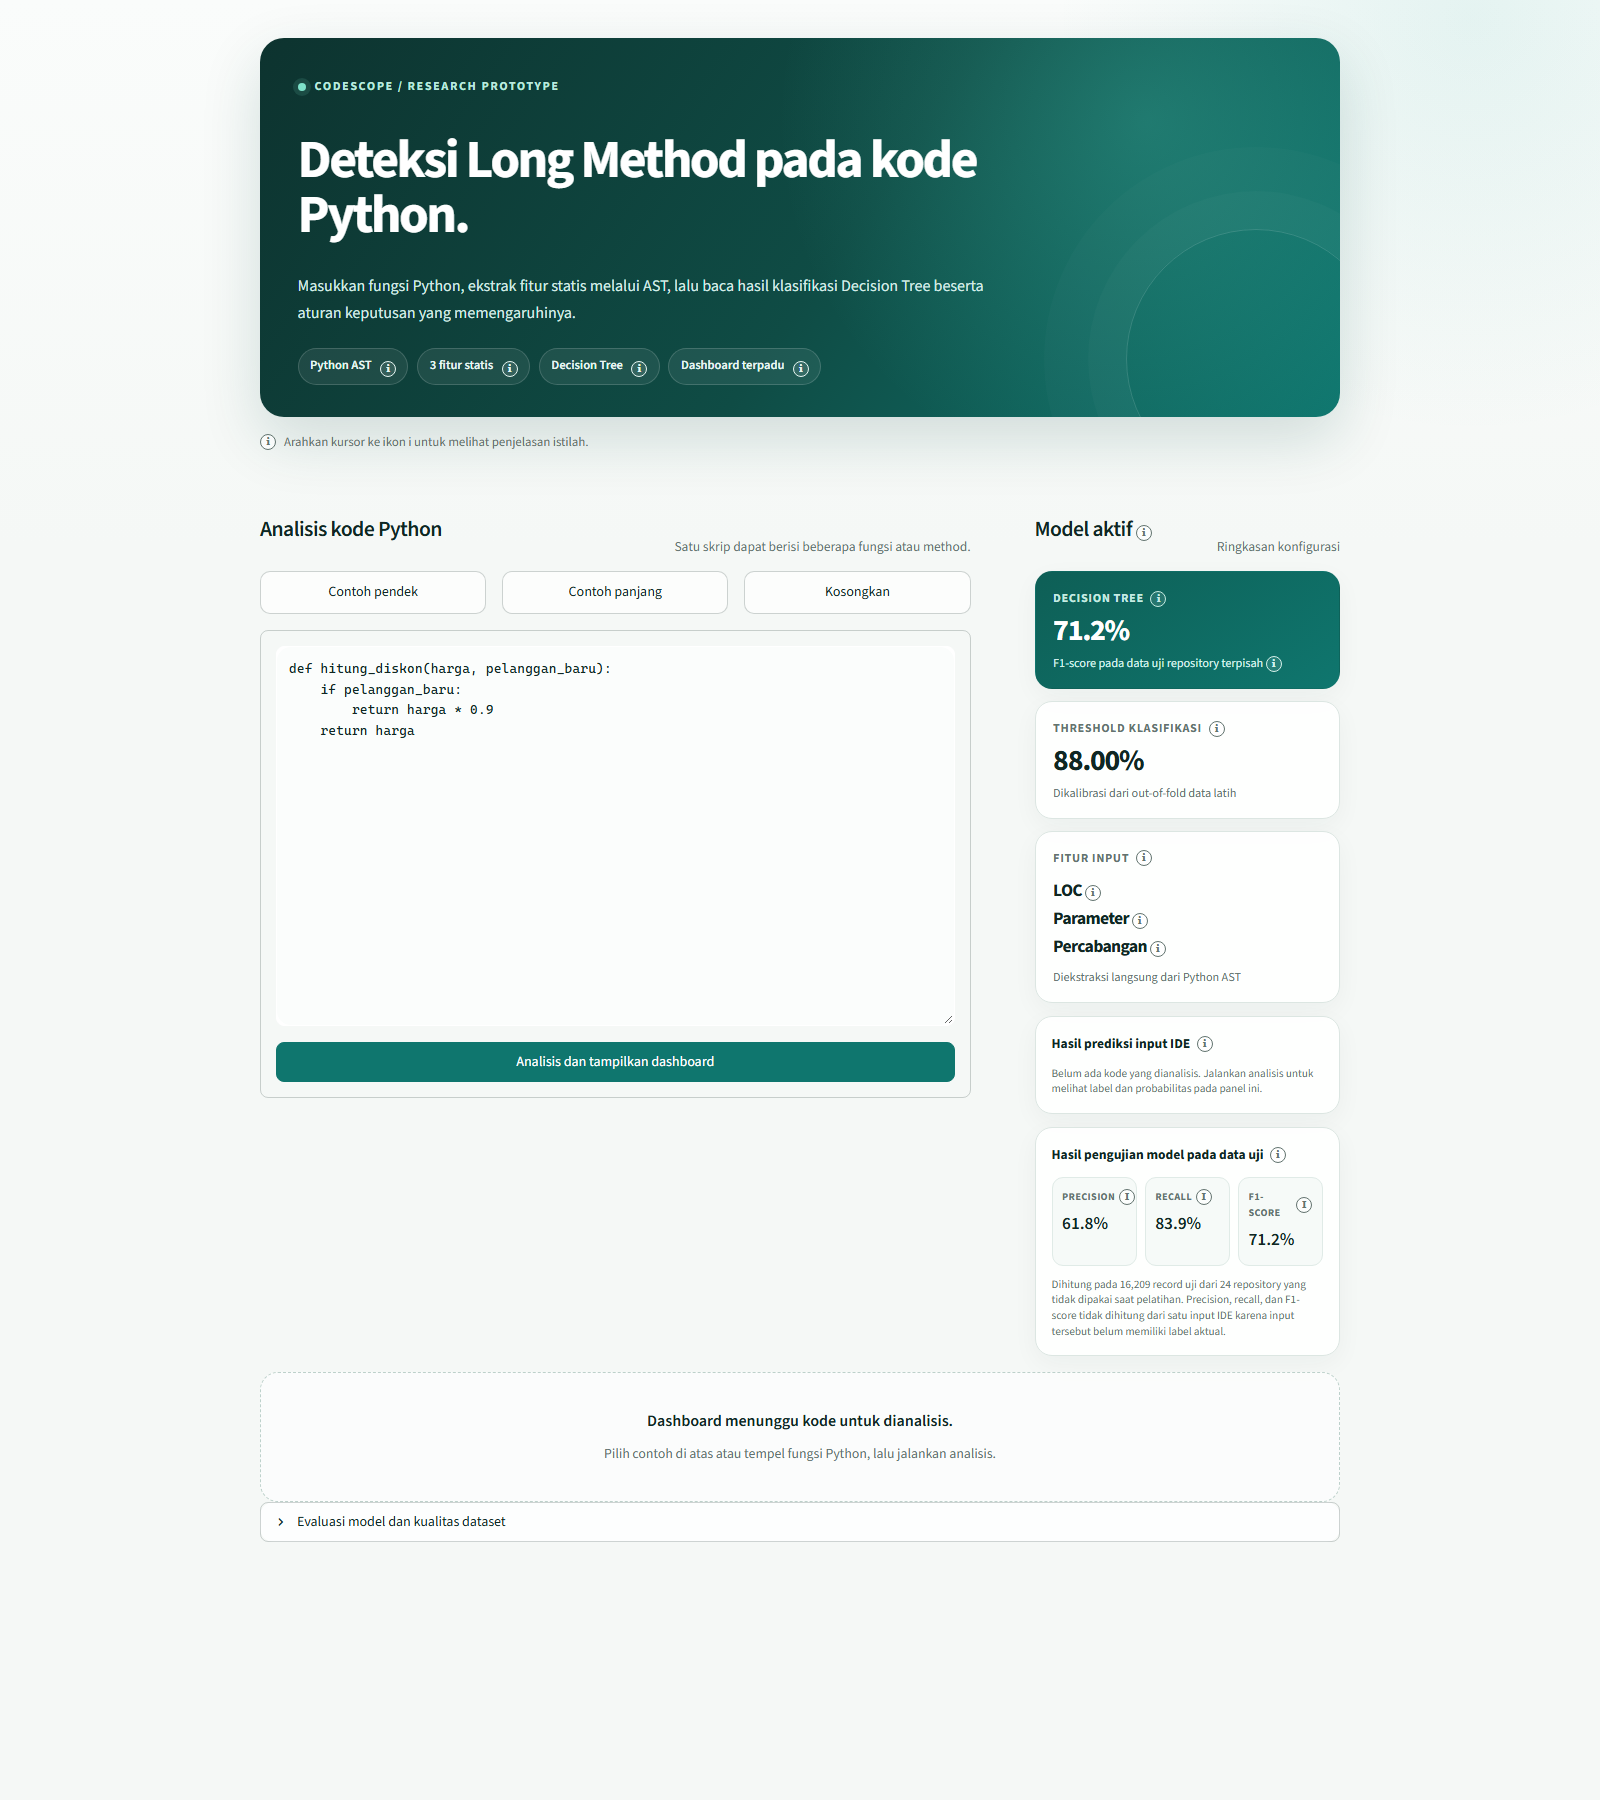 CODESCOPE / RESEARCH PROTOTYPE
Deteksi Long Method pada kode
Python.
Masukkan fungsi Python, ekstrak fitur statis melalui AST, lalu baca hasil klasifikasi Decision Tree beserta
aturan keputusan yang memengaruhinya.
Python AST i
3 fitur statis i
Decision Tree i
Dashboard terpadu i
i Arahkan kursor ke ikon i untuk melihat penjelasan istilah.
Analisis kode Python
Satu skrip dapat berisi beberapa fungsi atau method.
Contoh pendek
Contoh panjang
Kosongkan
def hitung_diskon(harga, pelanggan_baru):
    if pelanggan_baru:
        return harga * 0.9
    return harga
Analisis dan tampilkan dashboard
Model aktif i
Ringkasan konfigurasi
DECISION TREE i
71.2%
F1-score pada data uji repository terpisah i
THRESHOLD KLASIFIKASI i
88.00%
Dikalibrasi dari out-of-fold data latih
FITUR INPUT i
LOC i
Parameter i
Percabangan i
Diekstraksi langsung dari Python AST
Hasil prediksi input IDE i
Belum ada kode yang dianalisis. Jalankan analisis untuk
melihat label dan probabilitas pada panel ini.
Hasil pengujian model pada data uji i
PRECISION I
61.8%
RECALL I
83.9%
F1-
SCORE I
71.2%
Dihitung pada 16,209 record uji dari 24 repository yang
tidak dipakai saat pelatihan. Precision, recall, dan F1-
score tidak dihitung dari satu input IDE karena input
tersebut belum memiliki label aktual.
Dashboard menunggu kode untuk dianalisis.
Pilih contoh di atas atau tempel fungsi Python, lalu jalankan analisis.
Evaluasi model dan kualitas dataset